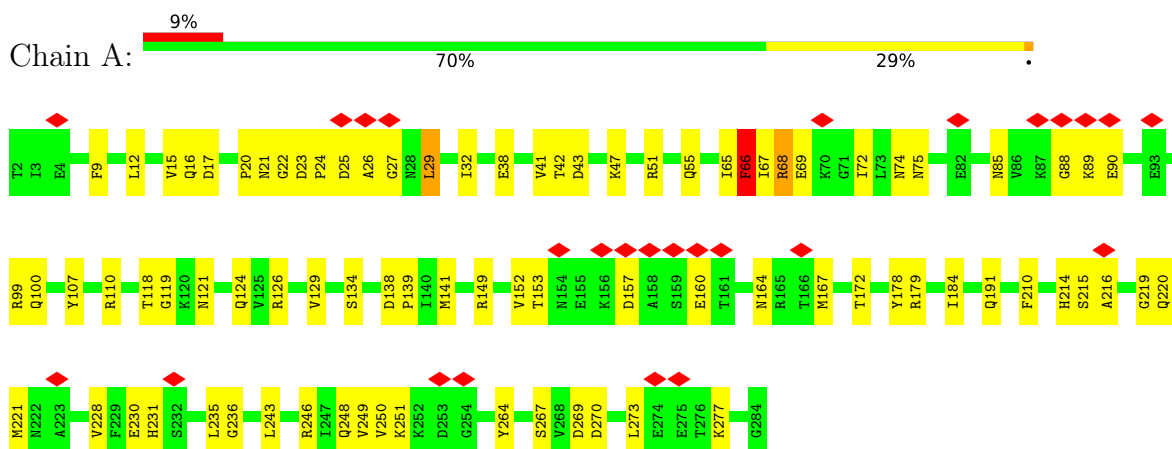 9%
Chain A:
70% 29% •
T2 I3 E4 F9 L12 V15 Q16 D17 P20 N21 G22 D23 P24 D25 A26 G27 N28 L29 I32 E38 V41 T42 D43 K47 R51 Q55 I65 F66 I67 R68 E69 K70 G71 I72 L73 N74 N75 E82 N85 V86 K87 G88 K89 E90 E93
R99 Q100 Y107 R110 T118 G119 K120 N121 Q124 V125 R126 V129 S134 D138 P139 I140 M141 R149 V152 T153 N154 E155 K156 D157 A158 S159 E160 T161 N164 R165 T166 M167 T172 Y178 R179 I184 Q191 F210 H214 S215 A216 G219 Q220
M221 N222 A223 V228 F229 E230 H231 S232 L235 G236 L243 R246 I247 Q248 V249 V250 K251 K252 D253 G254 Y264 S267 V268 D269 D270 L273 E274 E275 T276 K277 G284